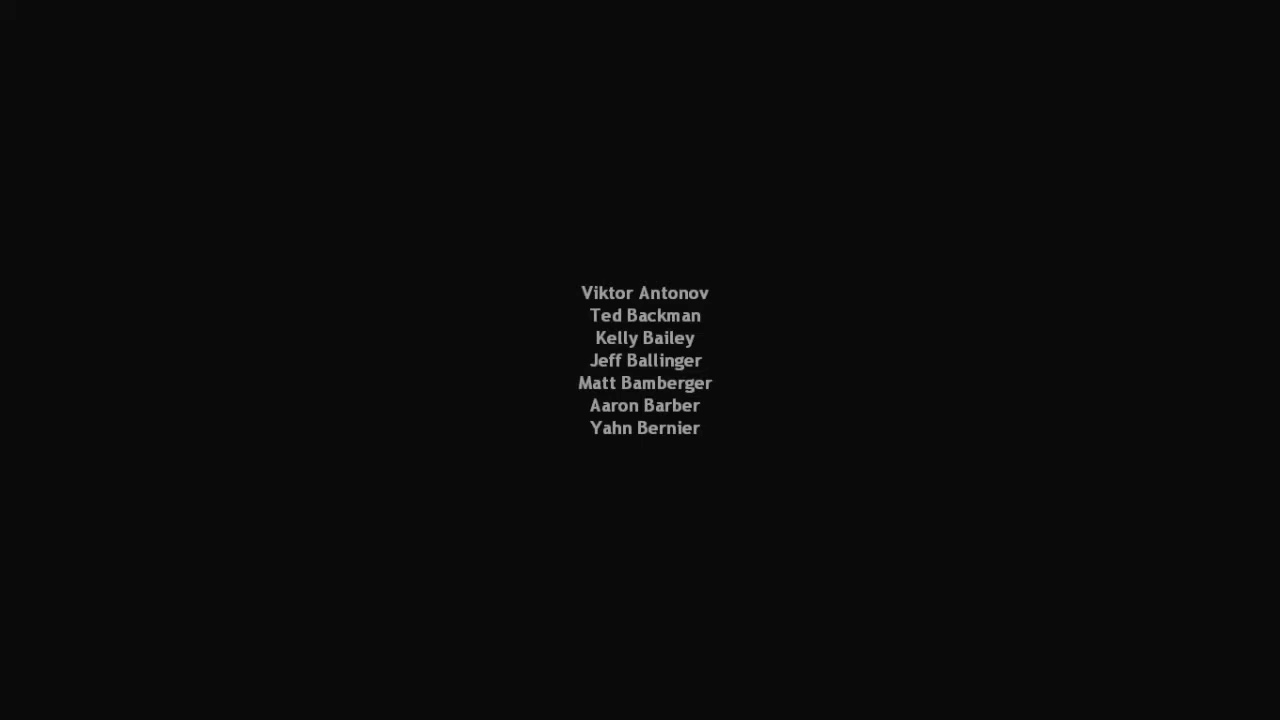 Viktor Antonov
Ted Backman
Kelly Bailey
Jeff Ballinger
Matt Bamberger
Aaron Barber
Yahn Bernier